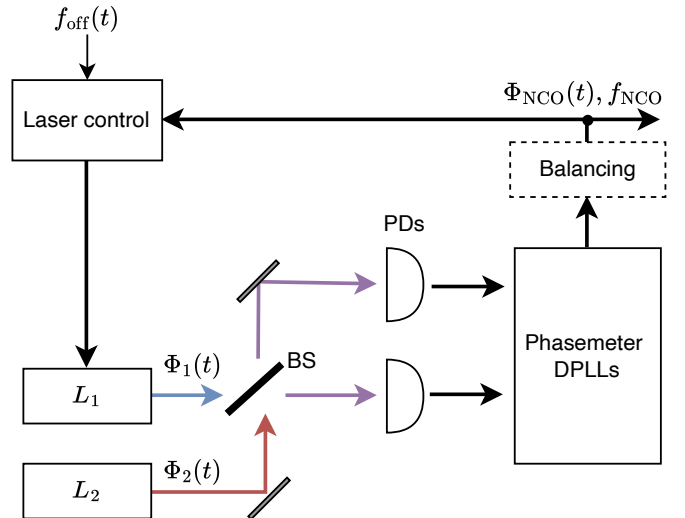 f_off(t)
Laser control
Φ_NCO(t), f_NCO
Balancing
PDs
Phasemeter
DPLLs
BS
L_1
Φ_1(t)
L_2
Φ_2(t)